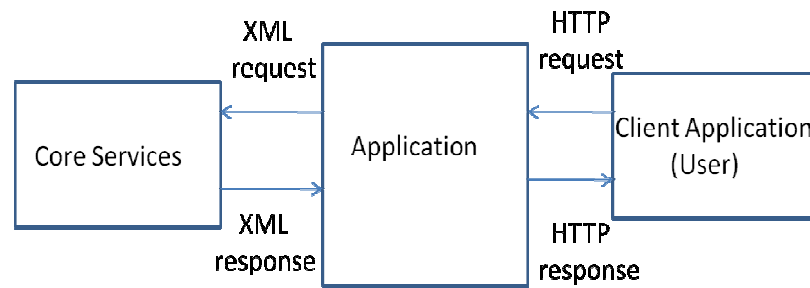 XML
request
HTTP
request
Core Services
Application
Client Application
(User)
XML
response
HTTP
response